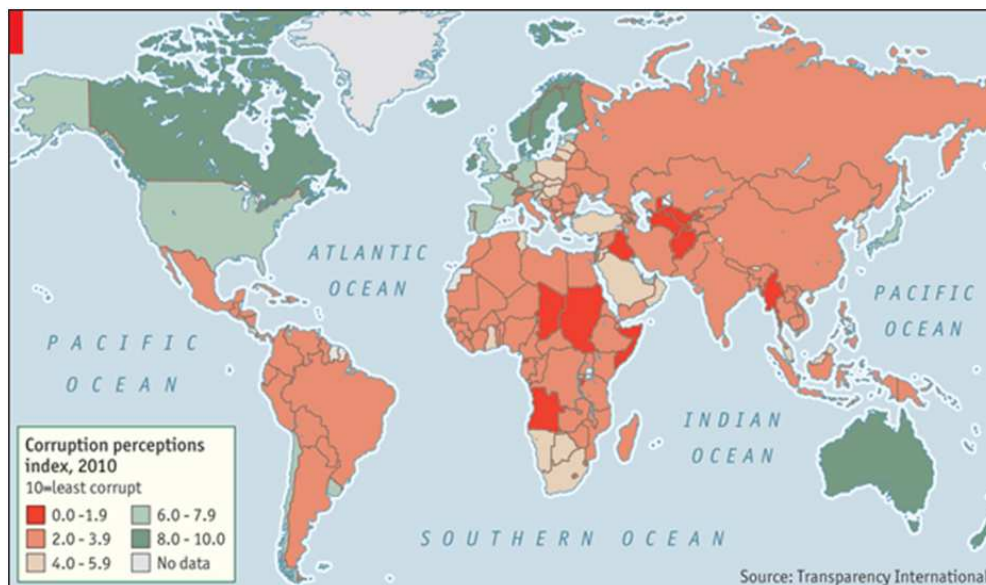 ATLANTIC
OCEAN
PACIFIC
OCEAN
PACIFIC
OCEAN
INDIAN
OCEAN
SOUTHERN OCEAN
Corruption perceptions
index, 2010
10=least corrupt
0.0 -1.9
2.0 - 3.9
4.0 - 5.9
6.0 - 7.9
8.0 - 10.0
No data
Source: Transparency International